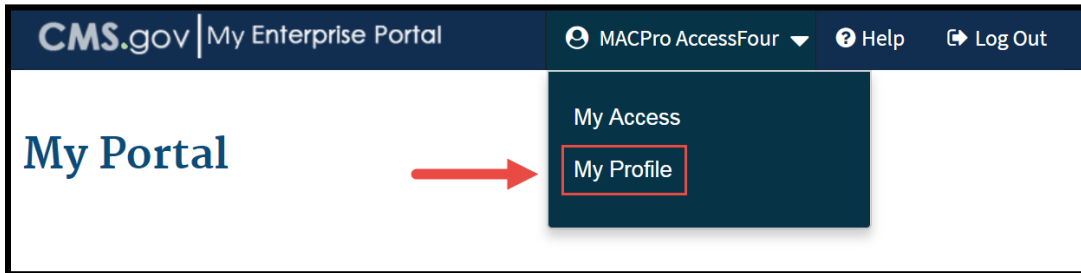 CMS.gov My Enterprise Portal MACPro AccessFour Help Log Out
My Access
My Portal
My Profile